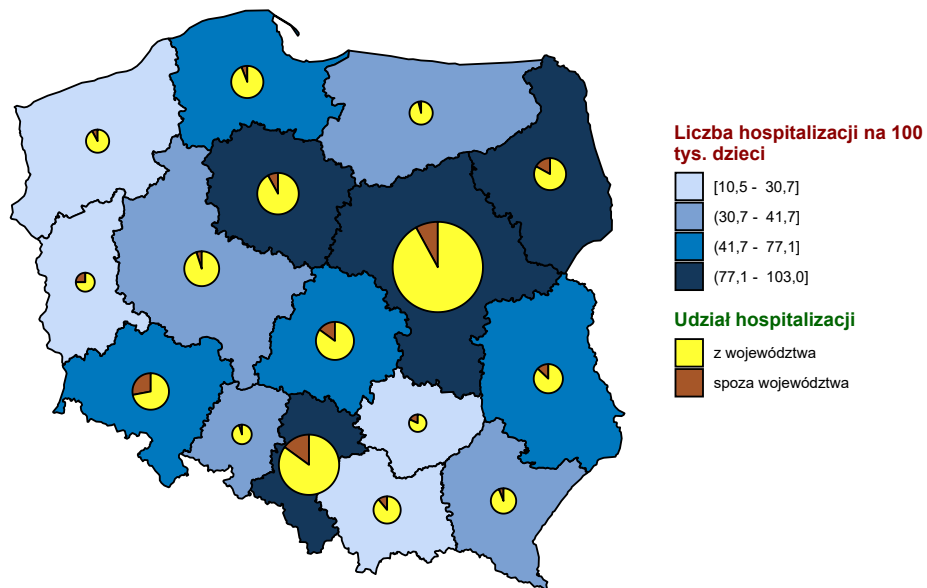 Liczba hospitalizacji na 100
tys. dzieci
[10,5 - 30,7]
(30,7 - 41,7]
(41,7 - 77,1]
(77,1 - 103,0]
Udział hospitalizacji
z województwa
spoza województwa